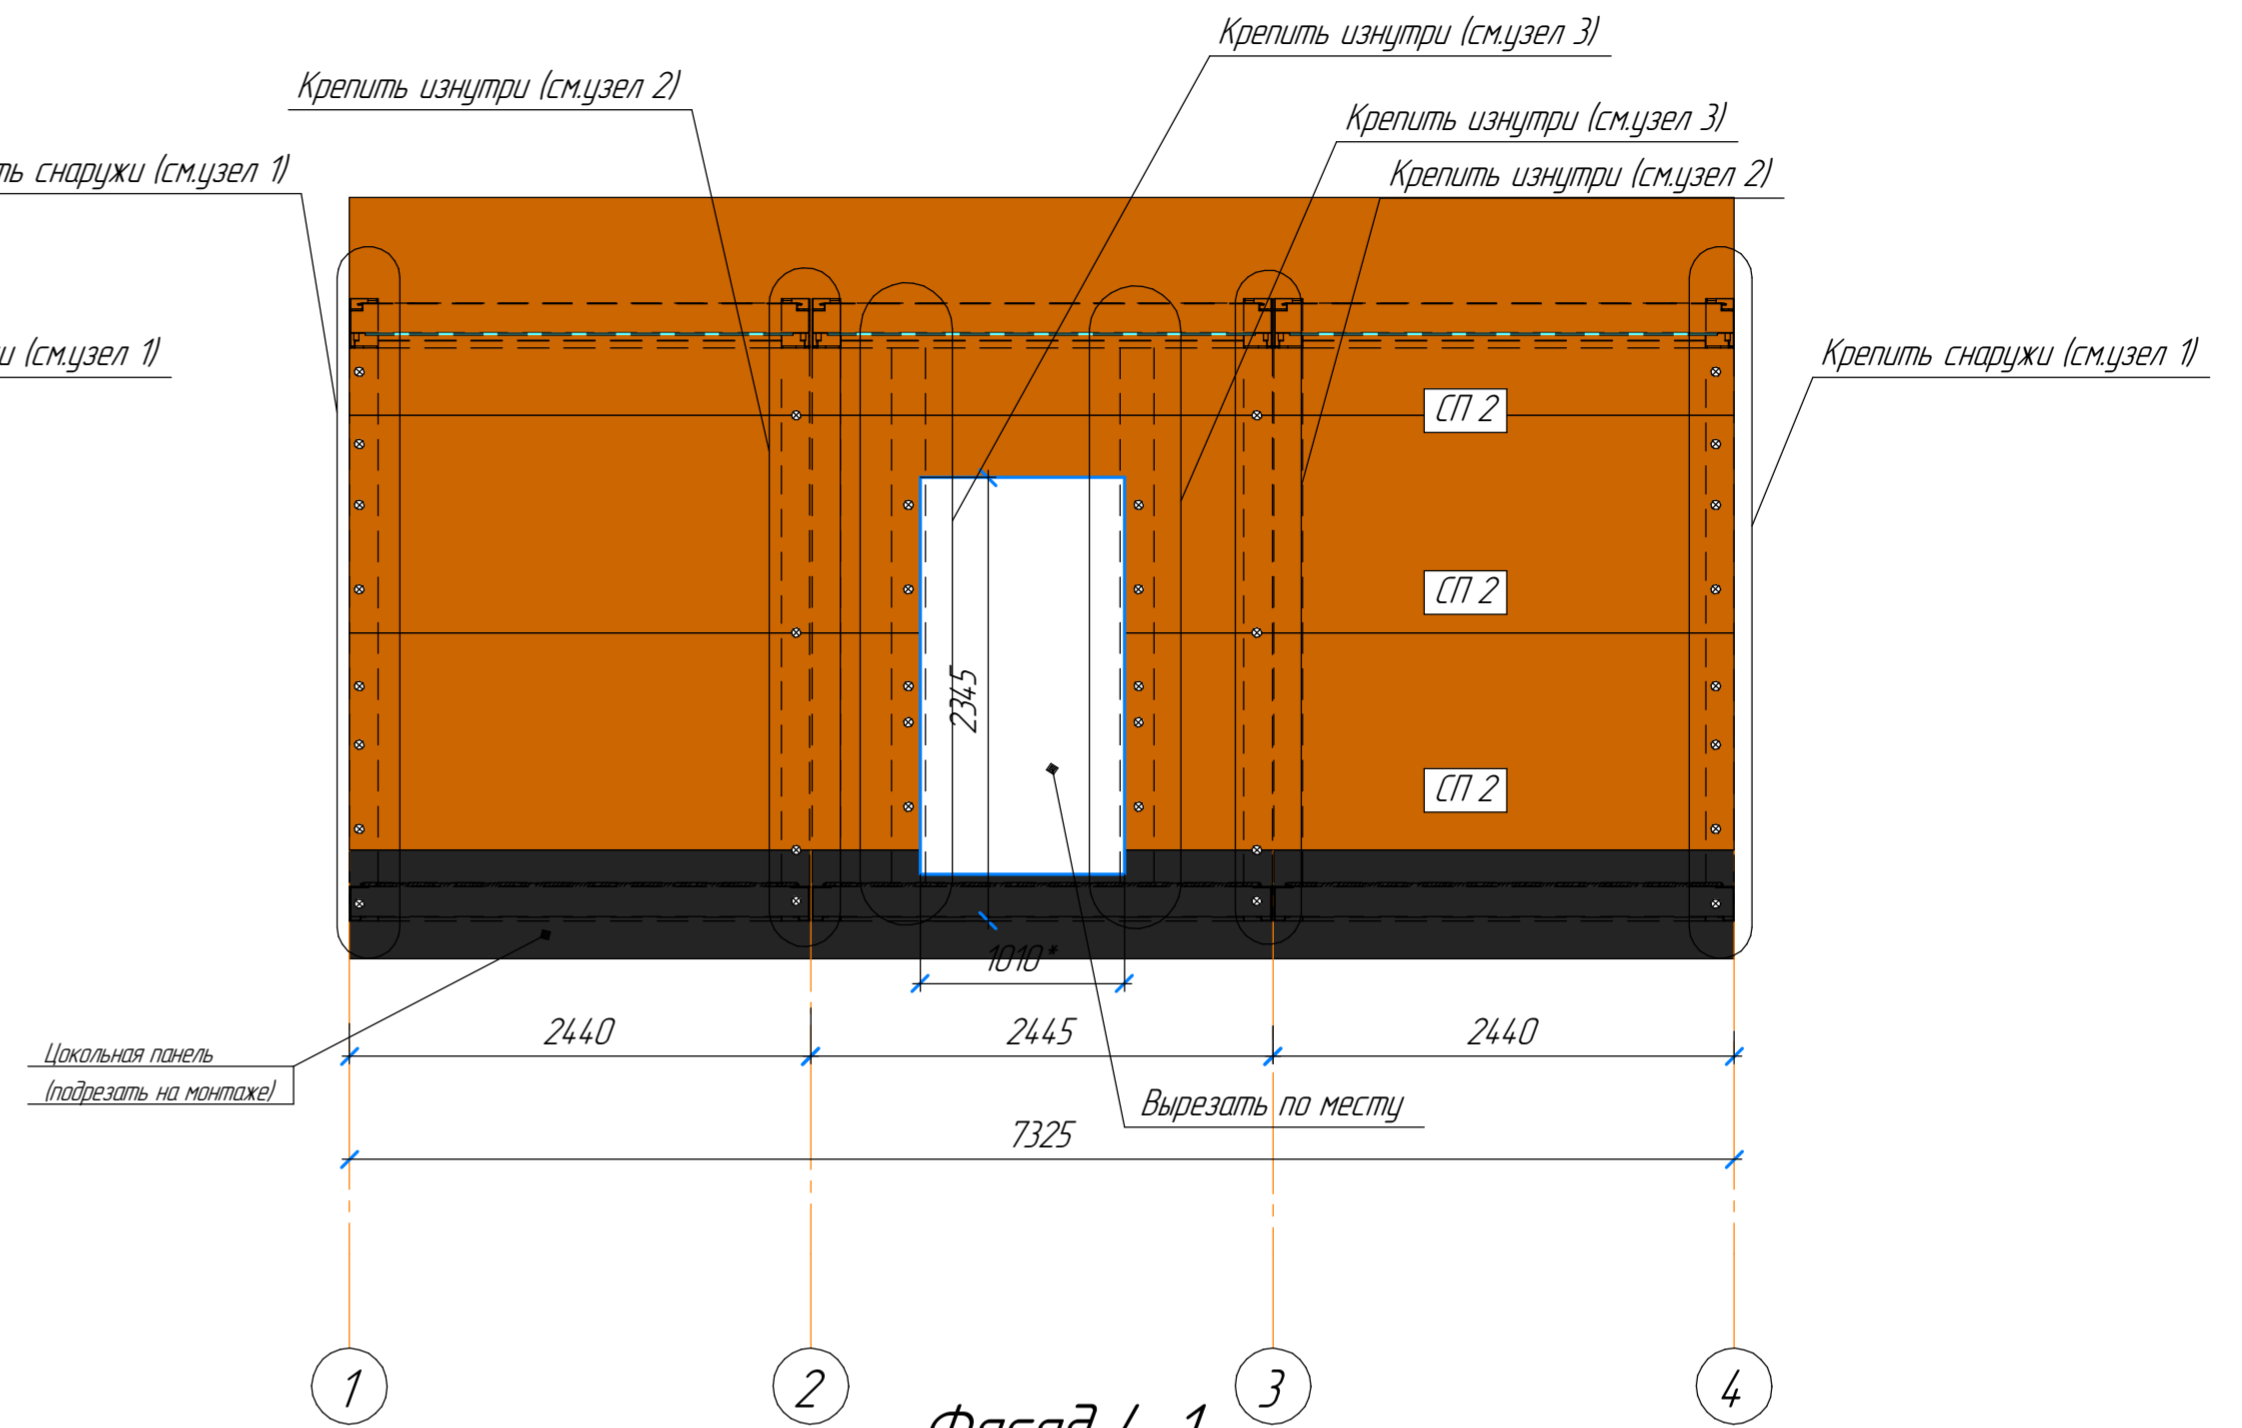 Крепить изнутри (см.узел 3)
Крепить изнутри (см.узел 2)
Крепить изнутри (см.узел 3)
снаружи (см.узел 1)
Крепить изнутри (см.узел 2)
(см.узел 1)
Крепить снаружи (см.узел 1)
СП 2
СП 2
2345
СП 2
1010*
2440
2445
2440
Цокольная панель
(подрезать на монтаже)
Вырезать по месту
7325
1
2
3
4
Фасад